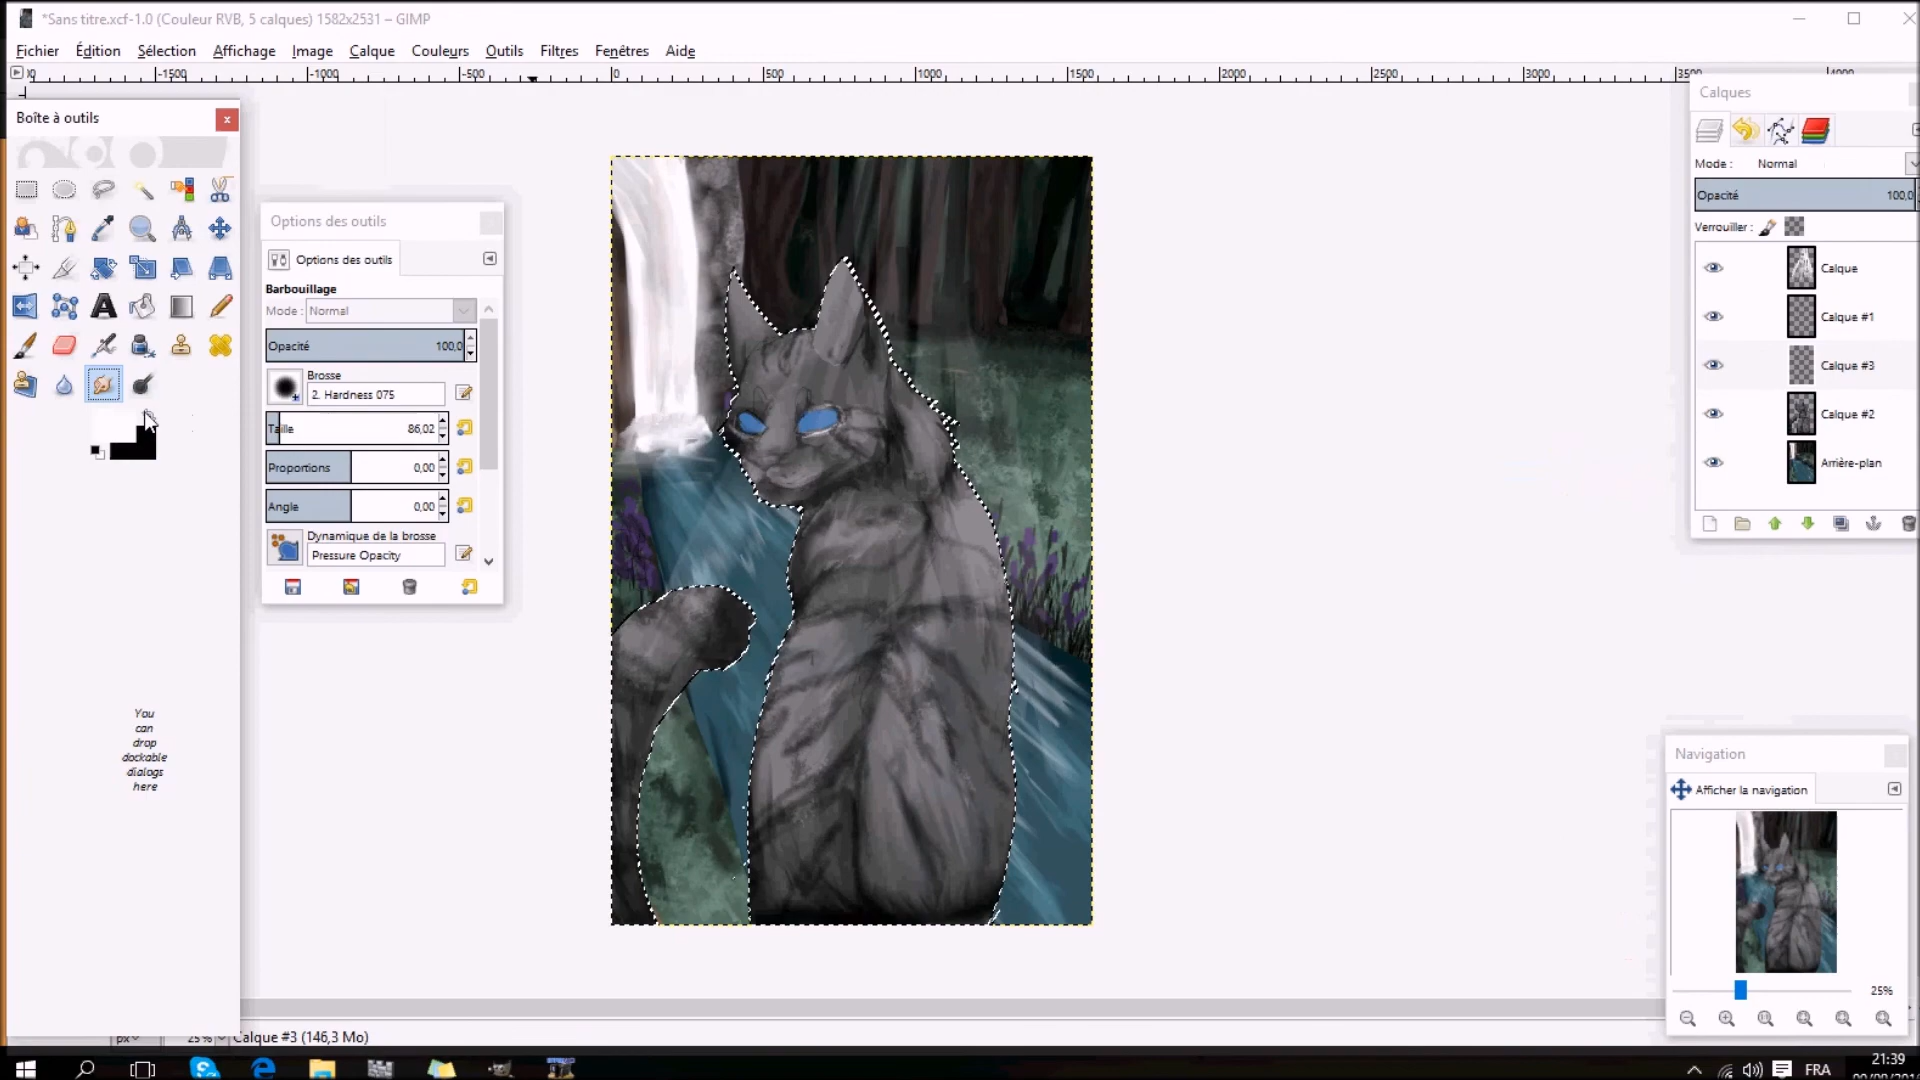 *Sans titre.xcf-1.0 (Couleur RVB, 5 calques) 1582x2531 – GIMP
Fichier Édition Sélection Affichage Image Calque Couleurs Outils Filtres Fenêtres Aide
-1500 -1000 -500 0 500 1000 1500 2000 2500 3000
Boîte à outils
x
You
can
drop
dockable
dialogs
here
Options des outils
Options des outils
Barbouillage
Mode : Normal
Opacité 100,0
Brosse
2. Hardness 075
Taille 86,02
Proportions 0,00
Angle 0,00
Dynamique de la brosse
Pressure Opacity
Calques
Mode : Normal
Opacité 100,0
Verrouiller :
Calque
Calque #1
Calque #3
Calque #2
Arrière-plan
Navigation
Afficher la navigation
25%
px 25 % Calque #3 (146,3 Mo)
FRA
21:39